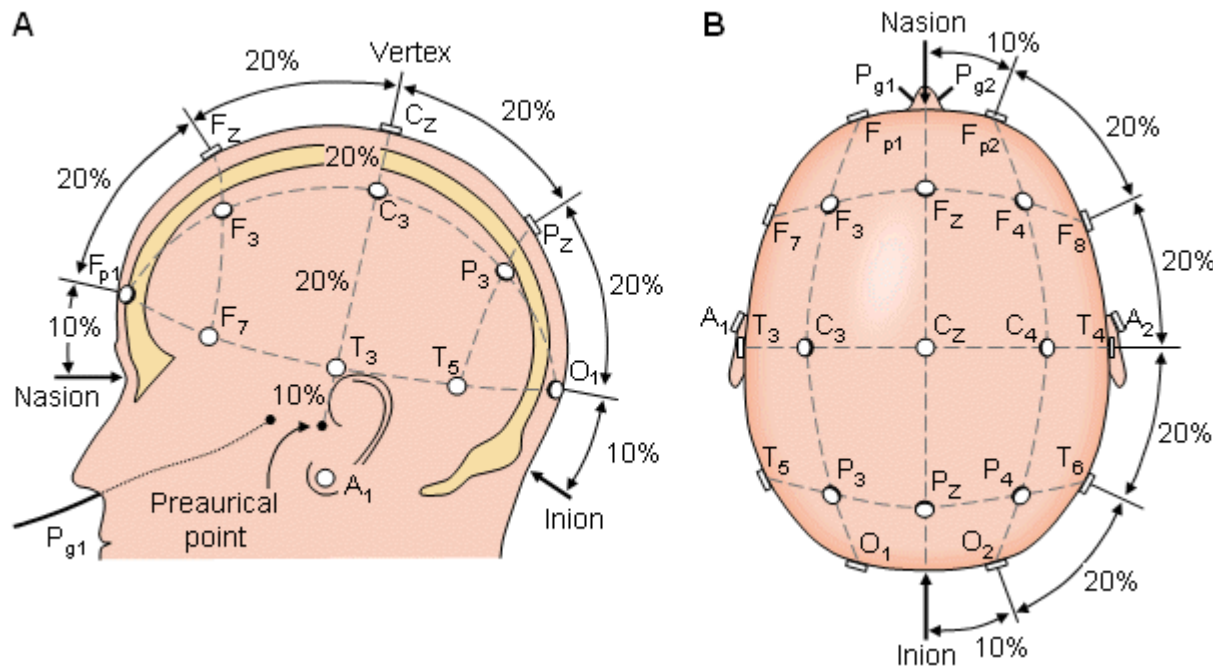 A
20%
Vertex
20%
Cz
Fz
20%
20%
F3
C3
Pz
Fp1
P3
20%
20%
10%
F7
T3
T5
O1
Nasion
10%
10%
A1
Preaurical
point
Inion
Pg1
B
Nasion
10%
Pg1
Pg2
Fp1
Fp2
20%
F7
F3
Fz
F4
F8
20%
A1
T3
C3
Cz
C4
T4
A2
20%
T5
P3
Pz
P4
T6
O1
O2
20%
10%
Inion